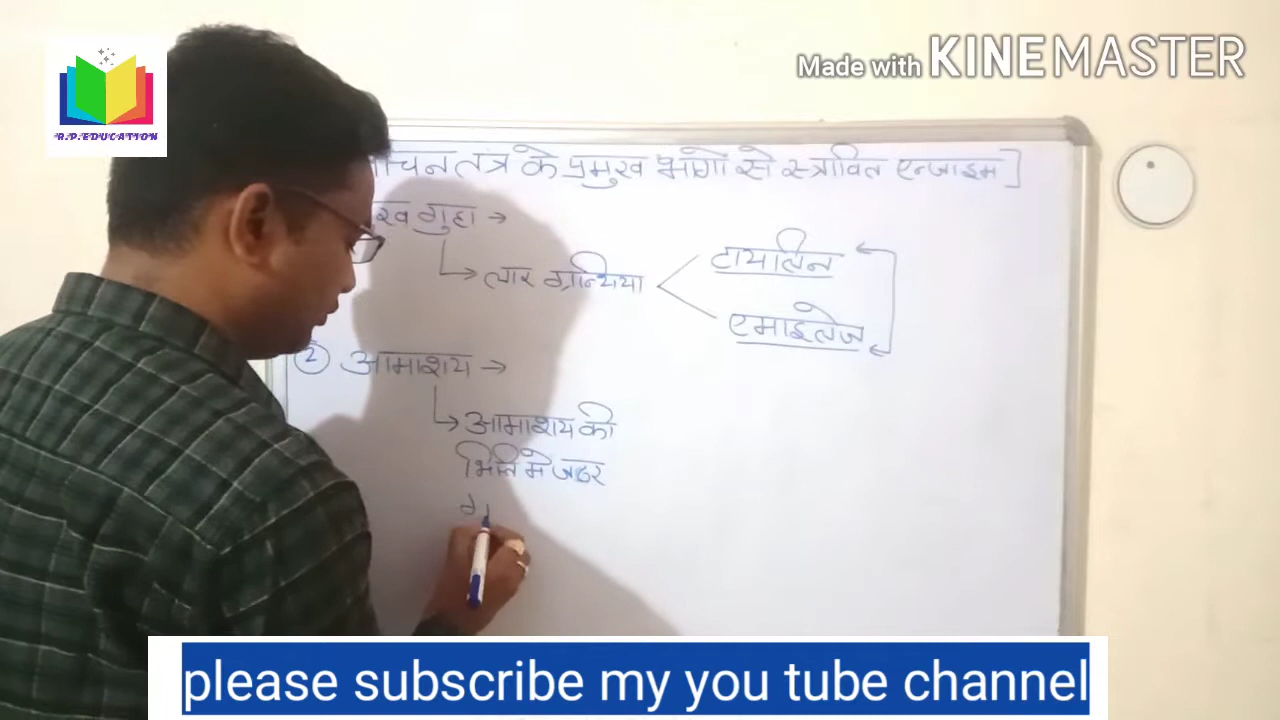 R.P.EDUCATION
Made with KINEMASTER
पाचनतंत्र के प्रमुख भागो से स्त्रावित एन्जाइम ]
मुख गुहा →
लार ग्रन्थिया
टायलिन
एमाइलेज
2 आमाशय →
आमाशय की
भित्ति मे जठर
please subscribe my you tube channel